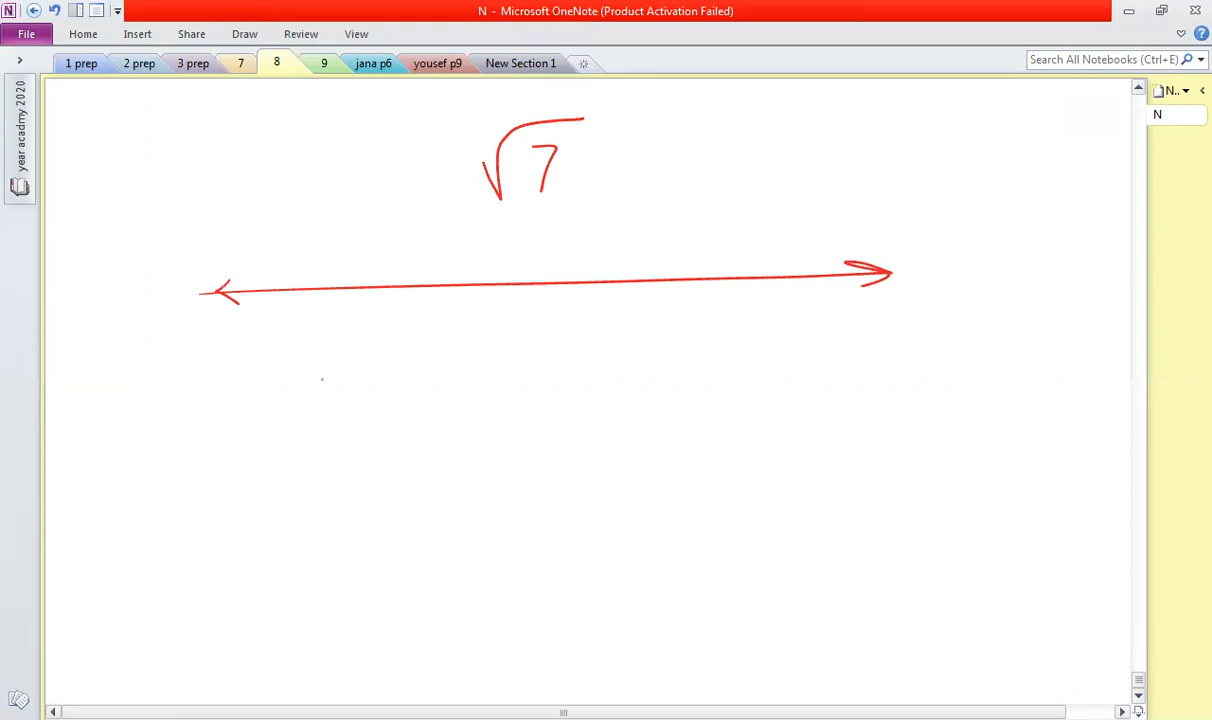 N - Microsoft OneNote (Product Activation Failed)
File Home Insert Share Draw Review View
1 prep 2 prep 3 prep 7 8 9 jana p6 yousef p9 New Section 1
Search All Notebooks (Ctrl+E)
N..
N
year acadmy 2020
√7